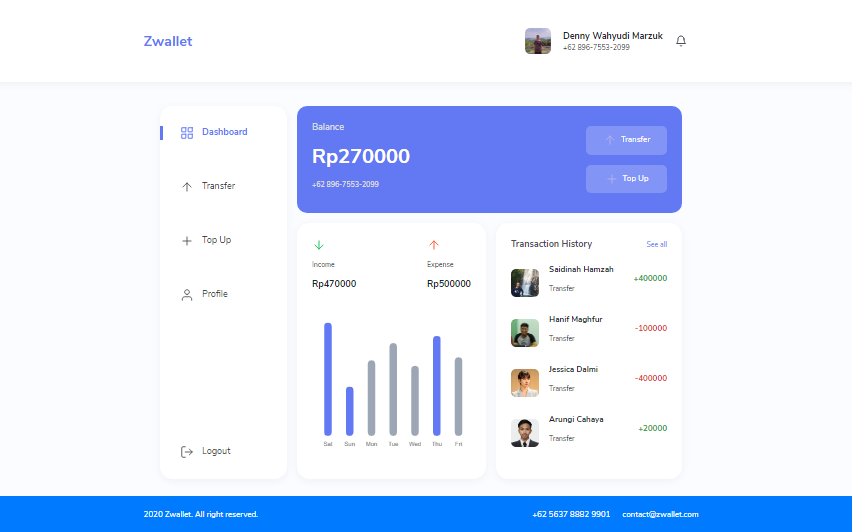 Zwallet
Denny Wahyudi Marzuk
+62 896-7553-2099
Dashboard
Transfer
Top Up
Profile
Logout
Balance
Rp270000
+62 896-7553-2099
Transfer
Top Up
Income
Rp470000
Expense
Rp500000
Sat Sun Mon Tue Wed Thu Fri
Transaction History See all
Saidinah Hamzah
Transfer
+400000
Hanif Maghfur
Transfer
-100000
Jessica Dalmi
Transfer
-400000
Arungi Cahaya
Transfer
+20000
2020 Zwallet. All right reserved.
+62 5637 8882 9901 contact@zwallet.com